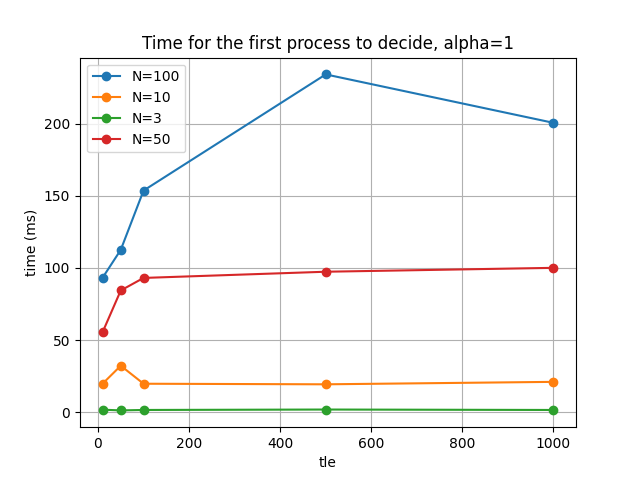 Time for the first process to decide, alpha=1
N=100
N=10
N=3
N=50
time (ms)
200
150
100
50
0
0 200 400 600 800 1000
tle